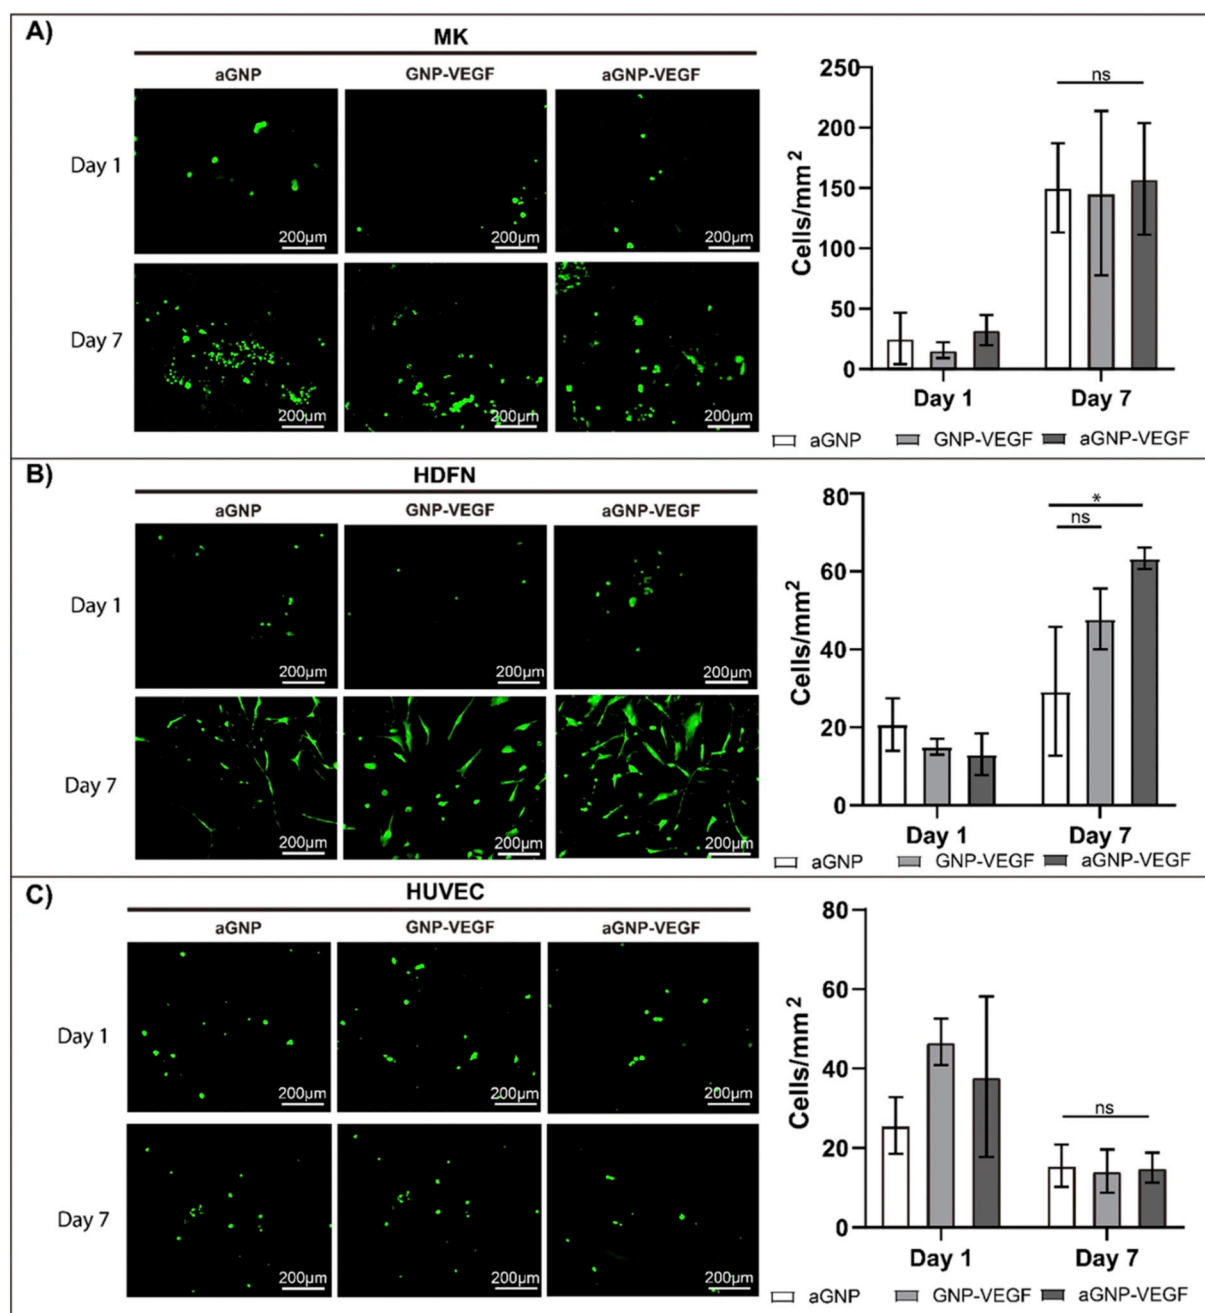 A)
MK
aGNP GNP-VEGF aGNP-VEGF
Day 1
200µm 200µm 200µm
Day 7
200µm 200µm 200µm
250
200
150
100
50
0
Cells/mm²
ns
Day 1 Day 7
aGNP GNP-VEGF aGNP-VEGF
B)
HDFN
aGNP GNP-VEGF aGNP-VEGF
Day 1
200µm 200µm 200µm
Day 7
200µm 200µm 200µm
80
60
40
20
0
Cells/mm²
*
ns
Day 1 Day 7
aGNP GNP-VEGF aGNP-VEGF
C)
HUVEC
aGNP GNP-VEGF aGNP-VEGF
Day 1
200µm 200µm 200µm
Day 7
200µm 200µm 200µm
80
60
40
20
0
Cells/mm²
ns
Day 1 Day 7
aGNP GNP-VEGF aGNP-VEGF